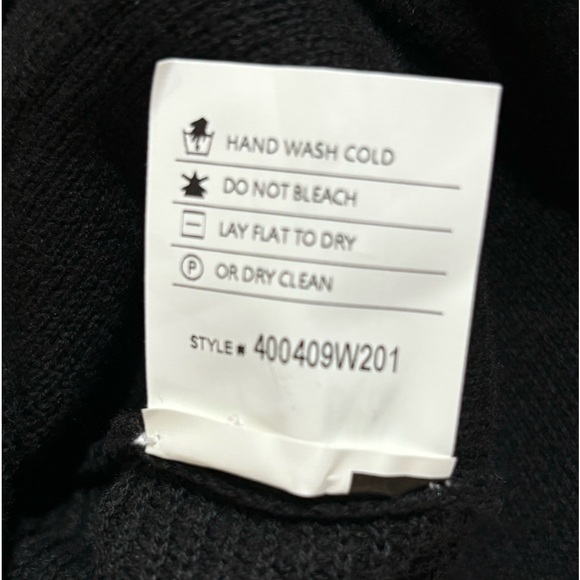 HAND WASH COLD
DO NOT BLEACH
LAY FLAT TO DRY
P OR DRY CLEAN
STYLE# 400409W201